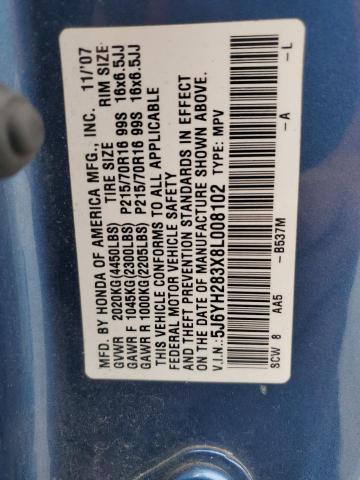 MFD. BY HONDA OF AMERICA MFG., INC. 11/'07
TIRE SIZE RIM SIZE:
GVWR 2020KG(4450LBS)
GAWR F 1045KG(2300LBS) P215/70R16 99S 16x6.5JJ
GAWR R 1000KG(2205LBS) P215/70R16 99S 16x6.5JJ
THIS VEHICLE CONFORMS TO ALL APPLICABLE
FEDERAL MOTOR VEHICLE SAFETY
AND THEFT PREVENTION STANDARDS IN EFFECT
ON THE DATE OF MANUFACTURE SHOWN ABOVE.
V.I.N.: 5J6YH283X8L008102 TYPE: MPV
SCW 8 AA5 -B537M -A -L